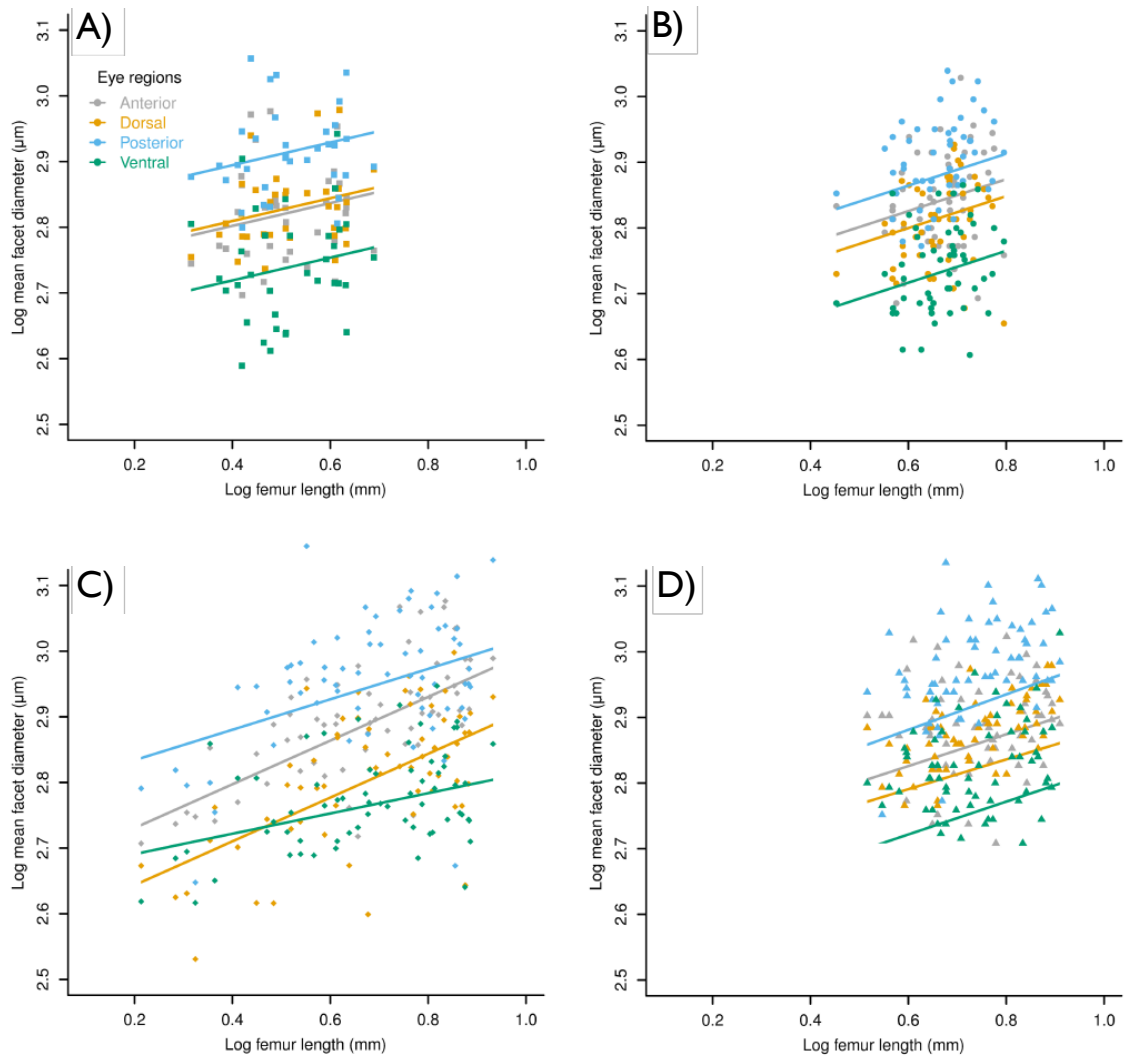 A)
Eye regions
Anterior
Dorsal
Posterior
Ventral
Log mean facet diameter (µm)
3.1
3.0
2.9
2.8
2.7
2.6
2.5
0.2 0.4 0.6 0.8 1.0
Log femur length (mm)
B)
Log mean facet diameter (µm)
3.1
3.0
2.9
2.8
2.7
2.6
2.5
0.2 0.4 0.6 0.8 1.0
Log femur length (mm)
C)
Log mean facet diameter (µm)
3.1
3.0
2.9
2.8
2.7
2.6
2.5
0.2 0.4 0.6 0.8 1.0
Log femur length (mm)
D)
Log mean facet diameter (µm)
3.1
3.0
2.9
2.8
2.7
2.6
2.5
0.2 0.4 0.6 0.8 1.0
Log femur length (mm)